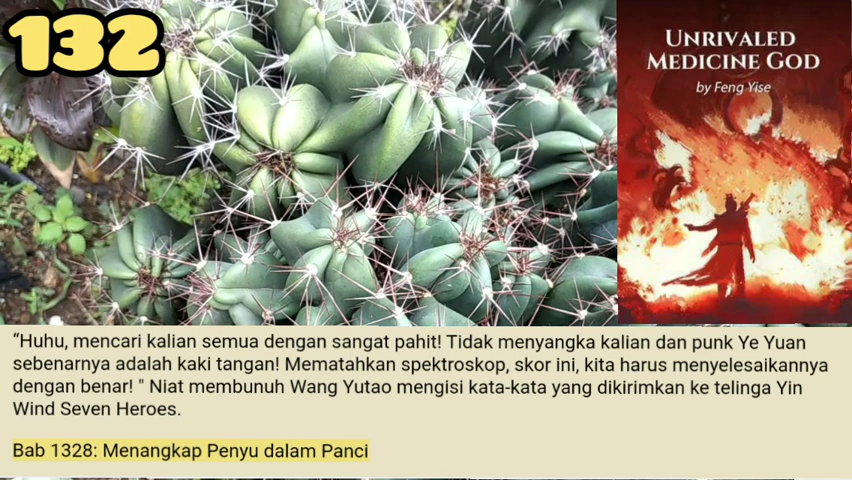 132
UNRIVALED
MEDICINE GOD
by Feng Yise
“Huhu, mencari kalian semua dengan sangat pahit! Tidak menyangka kalian dan punk Ye Yuan
sebenarnya adalah kaki tangan! Mematahkan spektroskop, skor ini, kita harus menyelesaikannya
dengan benar! " Niat membunuh Wang Yutao mengisi kata-kata yang dikirimkan ke telinga Yin
Wind Seven Heroes.
Bab 1328: Menangkap Penyu dalam Panci